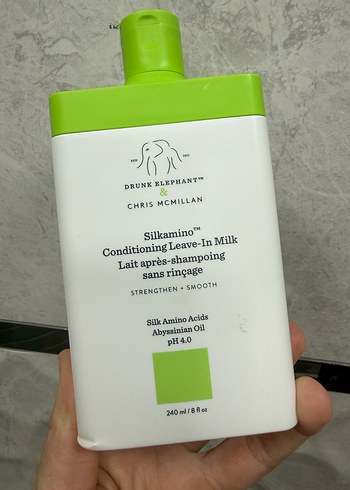 DRUNK ELEPHANT™
&
CHRIS MCMILLAN
Silkamino™
Conditioning Leave-In Milk
Lait après-shampoing
sans rinçage
STRENGTHEN + SMOOTH
Silk Amino Acids
Abyssinian Oil
pH 4.0
240 ml / 8 fl oz